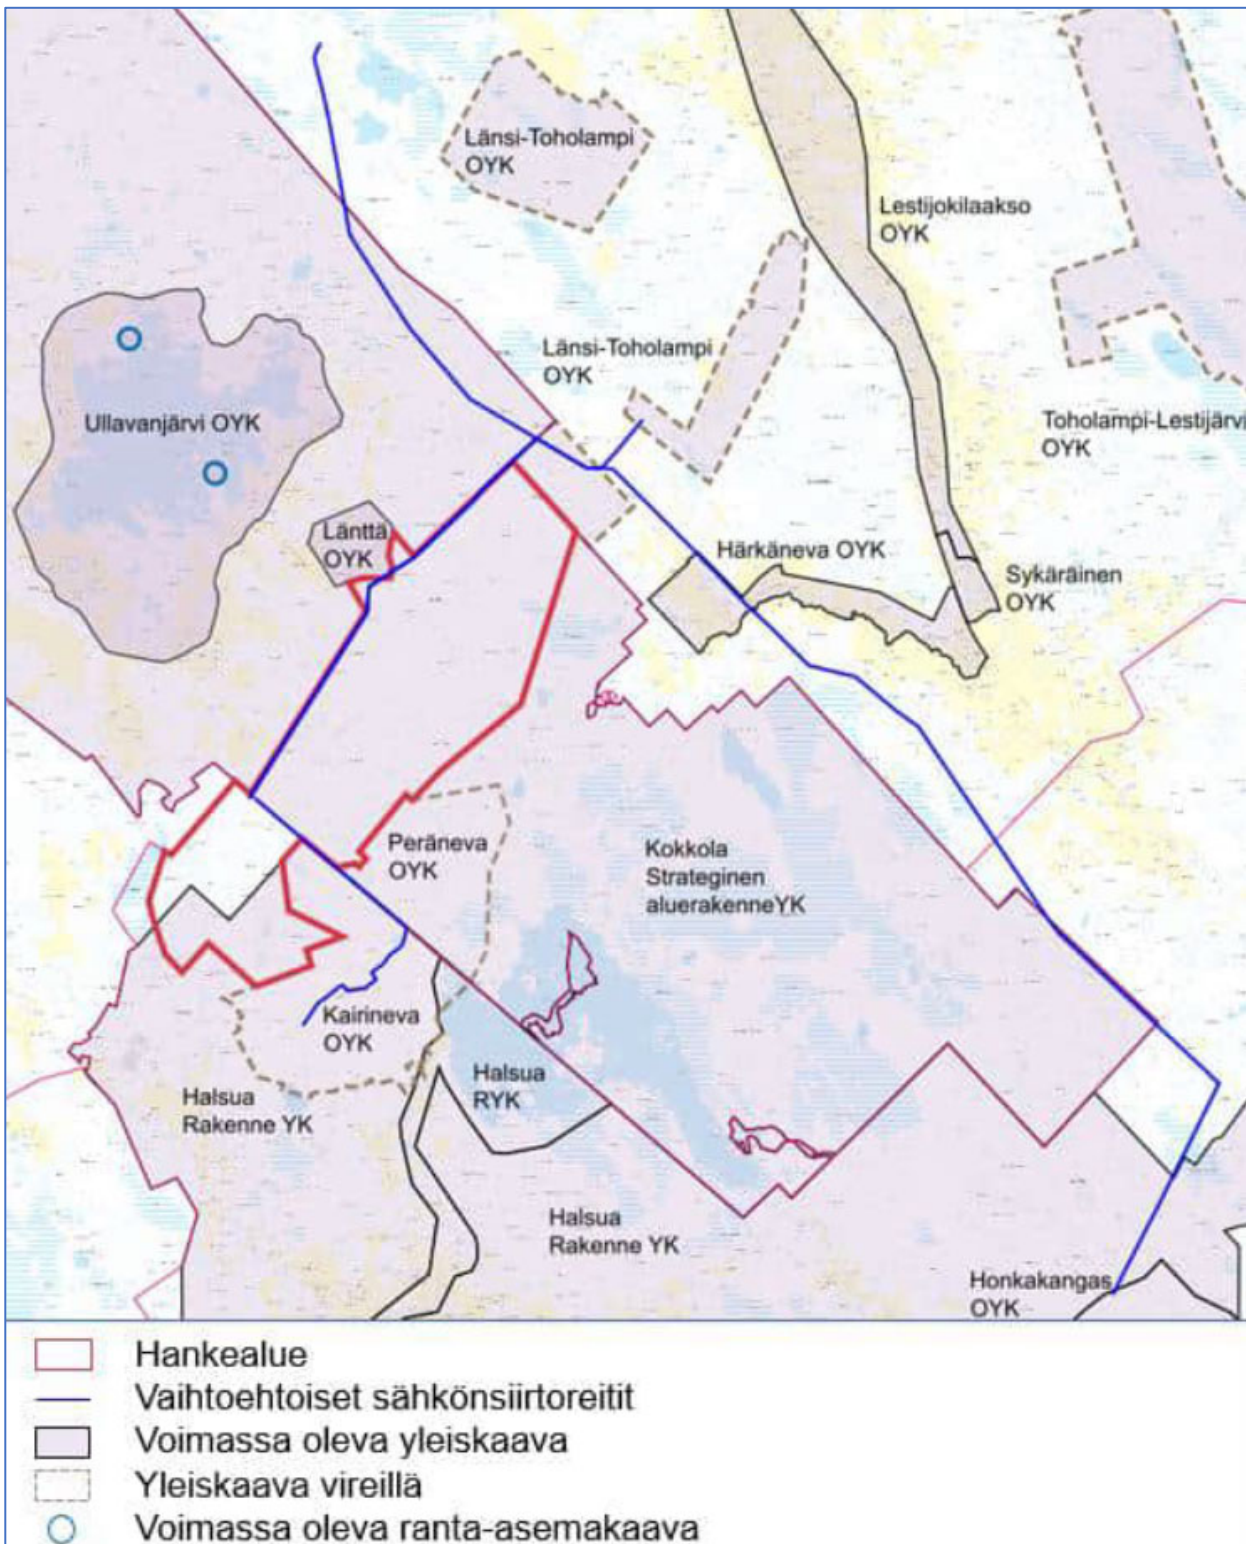 Länsi-Toholampi
OYK
Lestijokilaakso
OYK
Länsi-Toholampi
OYK
Ullavanjärvi OYK
Toholampi-Lestijärvi
OYK
Länttä
OYK
Härkäneva OYK
Sykäräinen
OYK
Peräneva
OYK
Kokkola
Strateginen
aluerakenneYK
Kairineva
OYK
Halsua
RYK
Halsua
Rakenne YK
Halsua
Rakenne YK
Honkakangas
OYK
Hankealue
Vaihtoehtoiset sähkönsiirtoreitit
Voimassa oleva yleiskaava
Yleiskaava vireillä
Voimassa oleva ranta-asemakaava